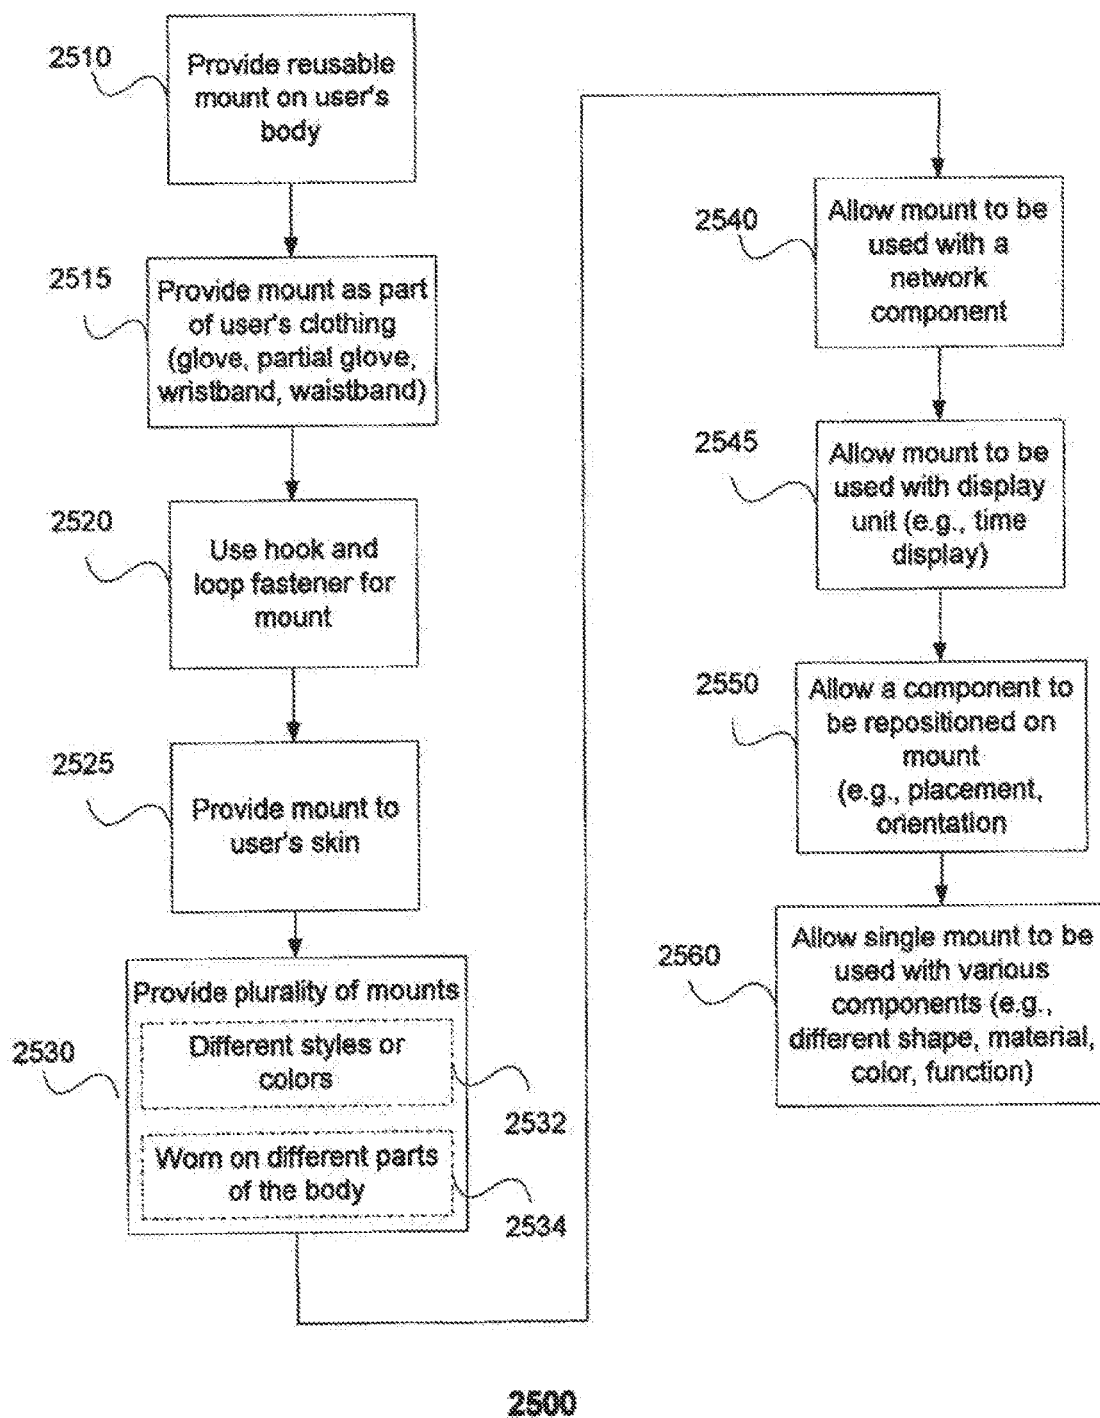 2510
Provide reusable
mount on user's
body
2515
Provide mount as part
of user's clothing
(glove, partial glove,
wristband, waistband)
2520
Use hook and
loop fastener for
mount
2525
Provide mount to
user's skin
2530
Provide plurality of mounts
Different styles or
colors
2532
Worn on different parts
of the body
2534
2540
Allow mount to be
used with a
network
component
2545
Allow mount to be
used with display
unit (e.g., time
display)
2550
Allow a component to
be repositioned on
mount
(e.g., placement,
orientation
2560
Allow single mount to be
used with various
components (e.g.,
different shape, material,
color, function)
2500